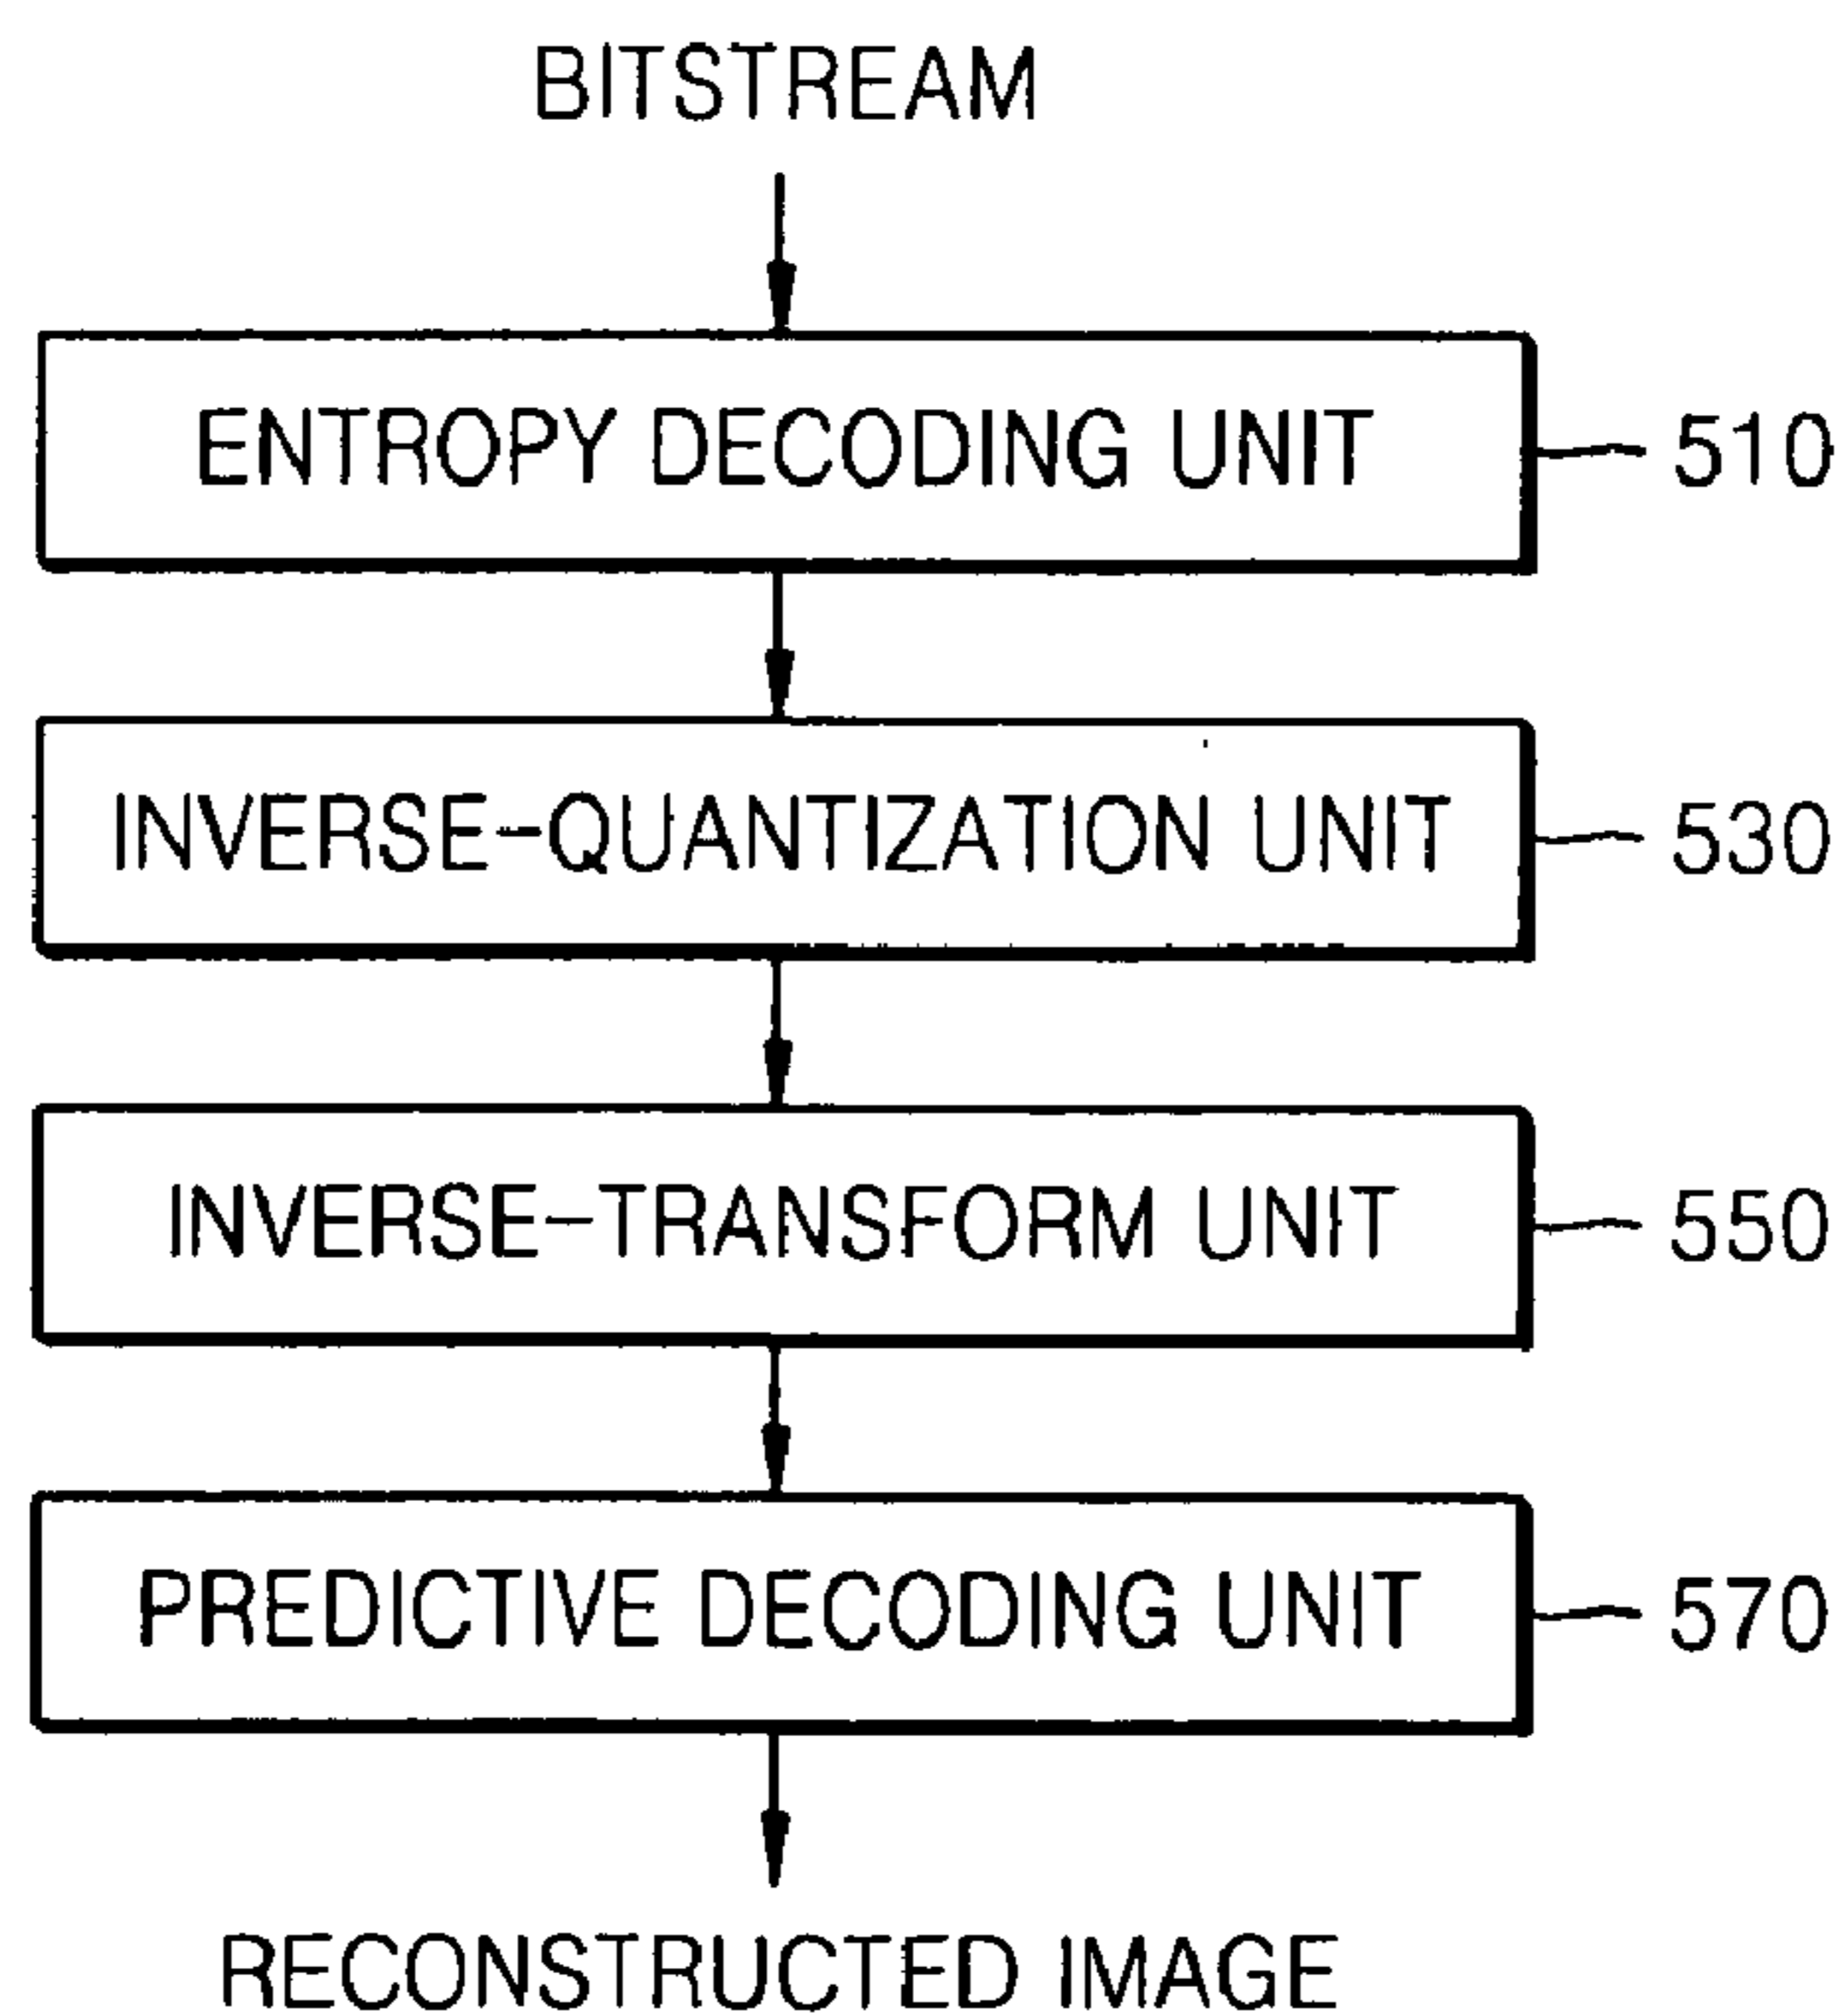 BITSTREAM
ENTROPY DECODING UNIT 510
INVERSE-QUANTIZATION UNIT 530
INVERSE-TRANSFORM UNIT 550
PREDICTIVE DECODING UNIT 570
RECONSTRUCTED IMAGE